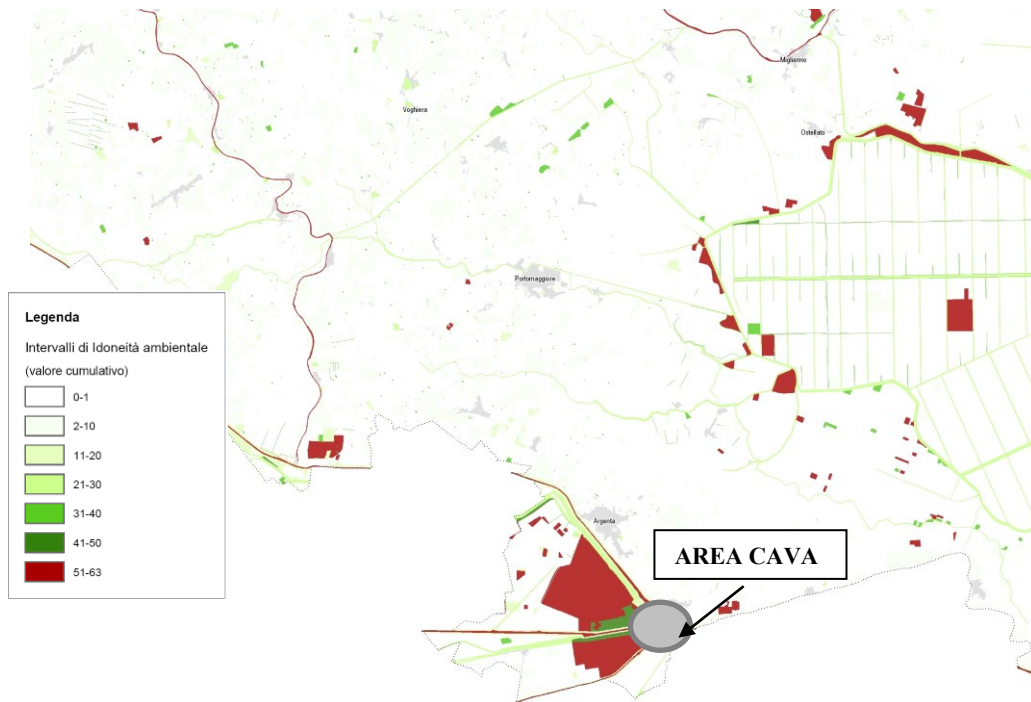 Migliarino
Voghiera
Ostellato
Portomaggiore
Legenda
Intervalli di Idoneità ambientale
(valore cumulativo)
0-1
2-10
11-20
21-30
31-40
41-50
51-63
Argenta
AREA CAVA